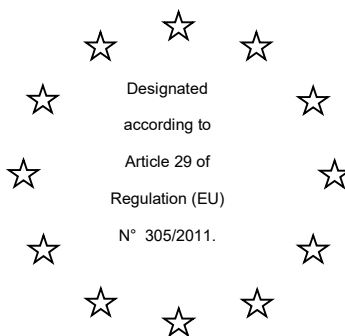 Designated
according to
Article 29 of
Regulation (EU)
N° 305/2011.